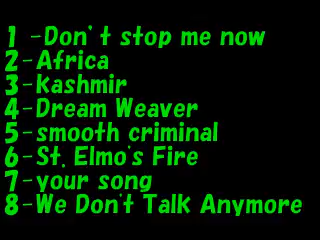 1 -Don't stop me now
2-Africa
3-Kashmir
4-Dream Weaver
5-smooth criminal
6-St. Elmo's Fire
7-your song
8-We Don't Talk Anymore